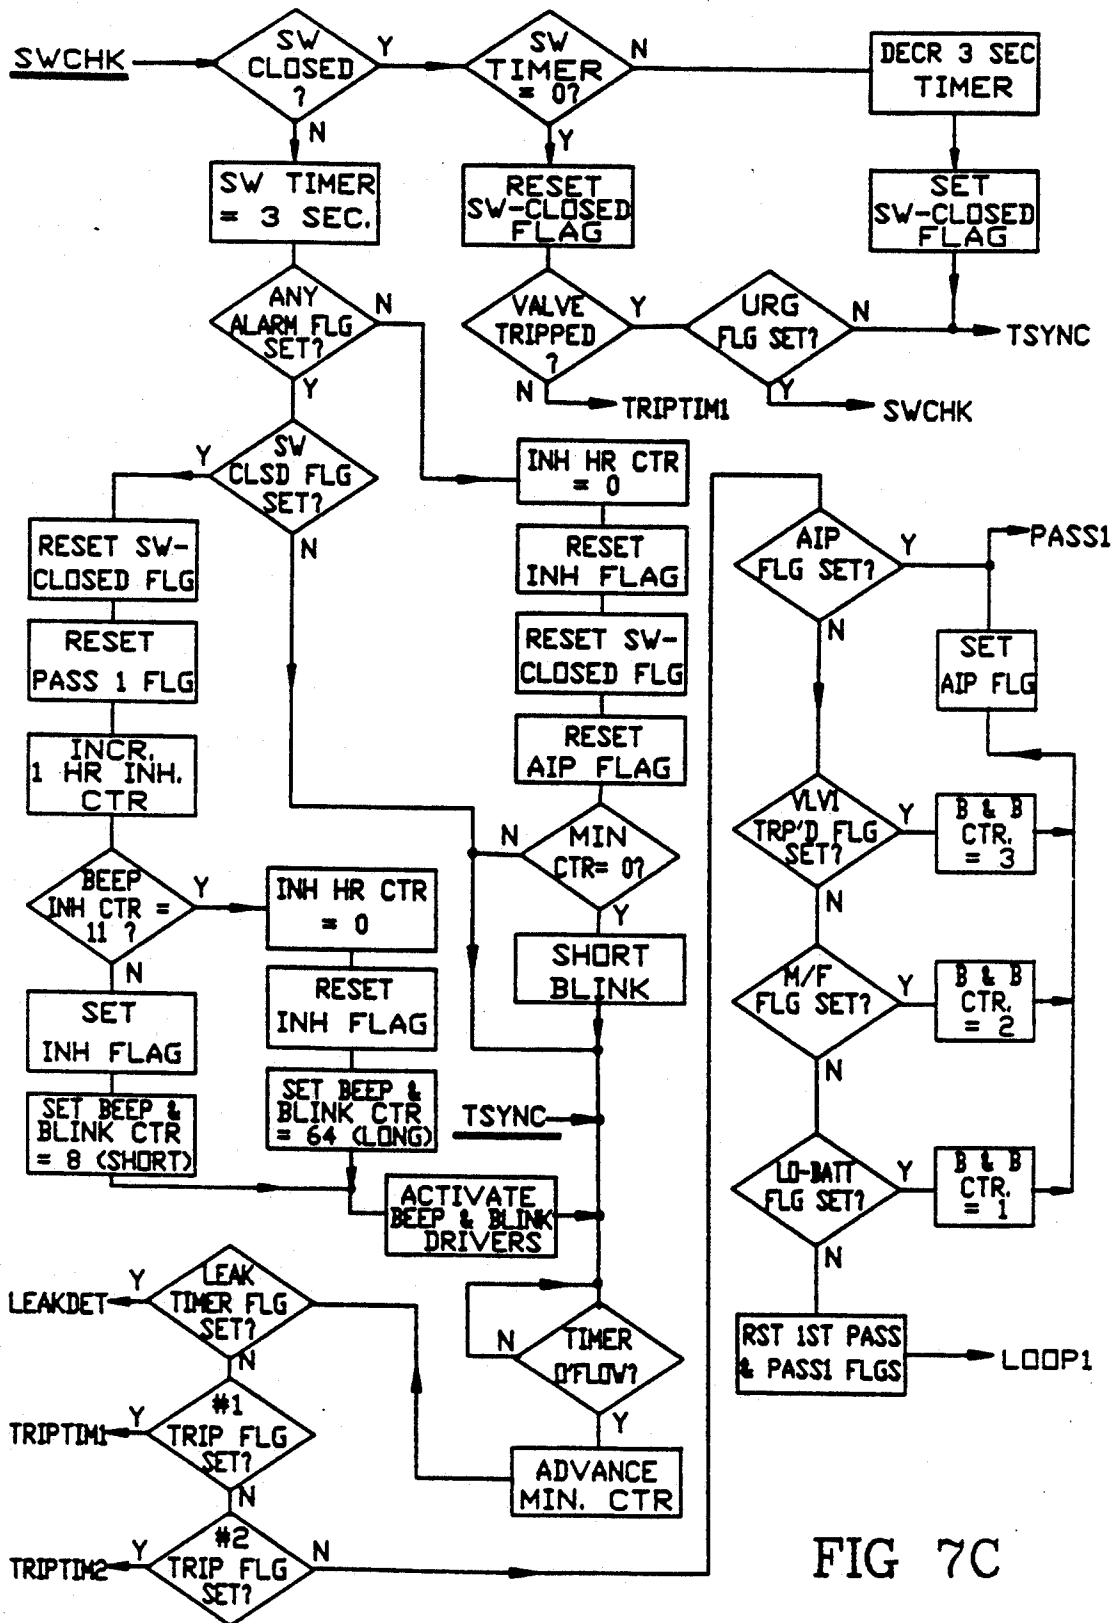 SWCHK
SW
CLOSED
?
Y
N
SW
TIMER
= 0?
N
Y
DECR 3 SEC
TIMER
SW TIMER
= 3 SEC.
RESET
SW-CLOSED
FLAG
SET
SW-CLOSED
FLAG
ANY
ALARM FLG
SET?
N
Y
VALVE
TRIPPED
?
Y
N
TRIPTIM1
URG
FLG SET?
N
Y
TSYNC
SWCHK
SW
CLSD FLG
SET?
Y
N
INH HR CTR
= 0
RESET
INH FLAG
RESET SW-
CLOSED FLG
RESET
AIP FLAG
MIN
CTR= 0?
N
Y
SHORT
BLINK
RESET SW-
CLOSED FLG
RESET
PASS 1 FLG
INCR.
1 HR INH.
CTR
BEEP
INH CTR =
11 ?
Y
N
INH HR CTR
= 0
RESET
INH FLAG
SET BEEP &
BLINK CTR
= 64 (LONG)
SET
INH FLAG
SET BEEP &
BLINK CTR
= 8 (SHORT)
TSYNC
ACTIVATE
BEEP & BLINK
DRIVERS
TIMER
O'FLOW?
N
Y
ADVANCE
MIN. CTR
LEAK
TIMER FLG
SET?
Y
LEAKDET
N
#1
TRIP FLG
SET?
Y
TRIPTIM1
N
#2
TRIP FLG
SET?
Y
TRIPTIM2
N
AIP
FLG SET?
Y
PASS1
N
SET
AIP FLG
VLV1
TRP'D FLG
SET?
Y
B & B
CTR.
= 3
N
M/F
FLG SET?
Y
B & B
CTR.
= 2
N
LO-BATT
FLG SET?
Y
B & B
CTR.
= 1
N
RST 1ST PASS
& PASS1 FLGS
LOOP1
FIG 7C